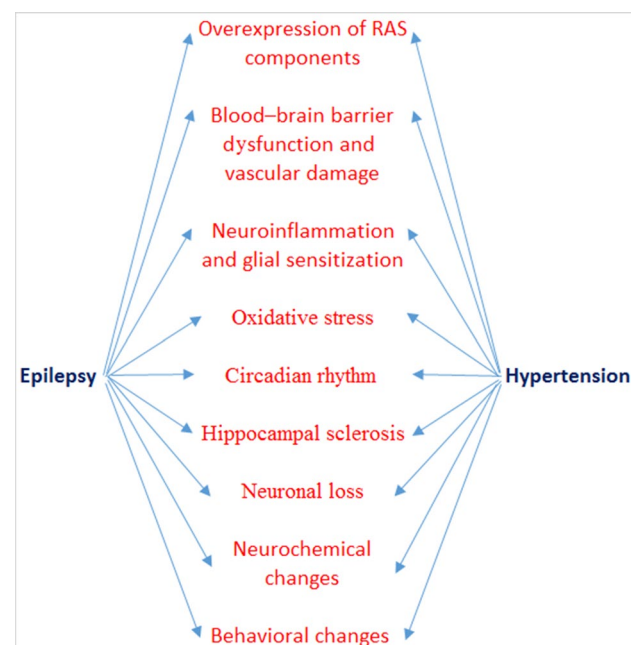 Overexpression of RAS
components
Blood–brain barrier
dysfunction and
vascular damage
Neuroinflammation
and glial sensitization
Oxidative stress
Epilepsy
Circadian rhythm
Hypertension
Hippocampal sclerosis
Neuronal loss
Neurochemical
changes
Behavioral changes